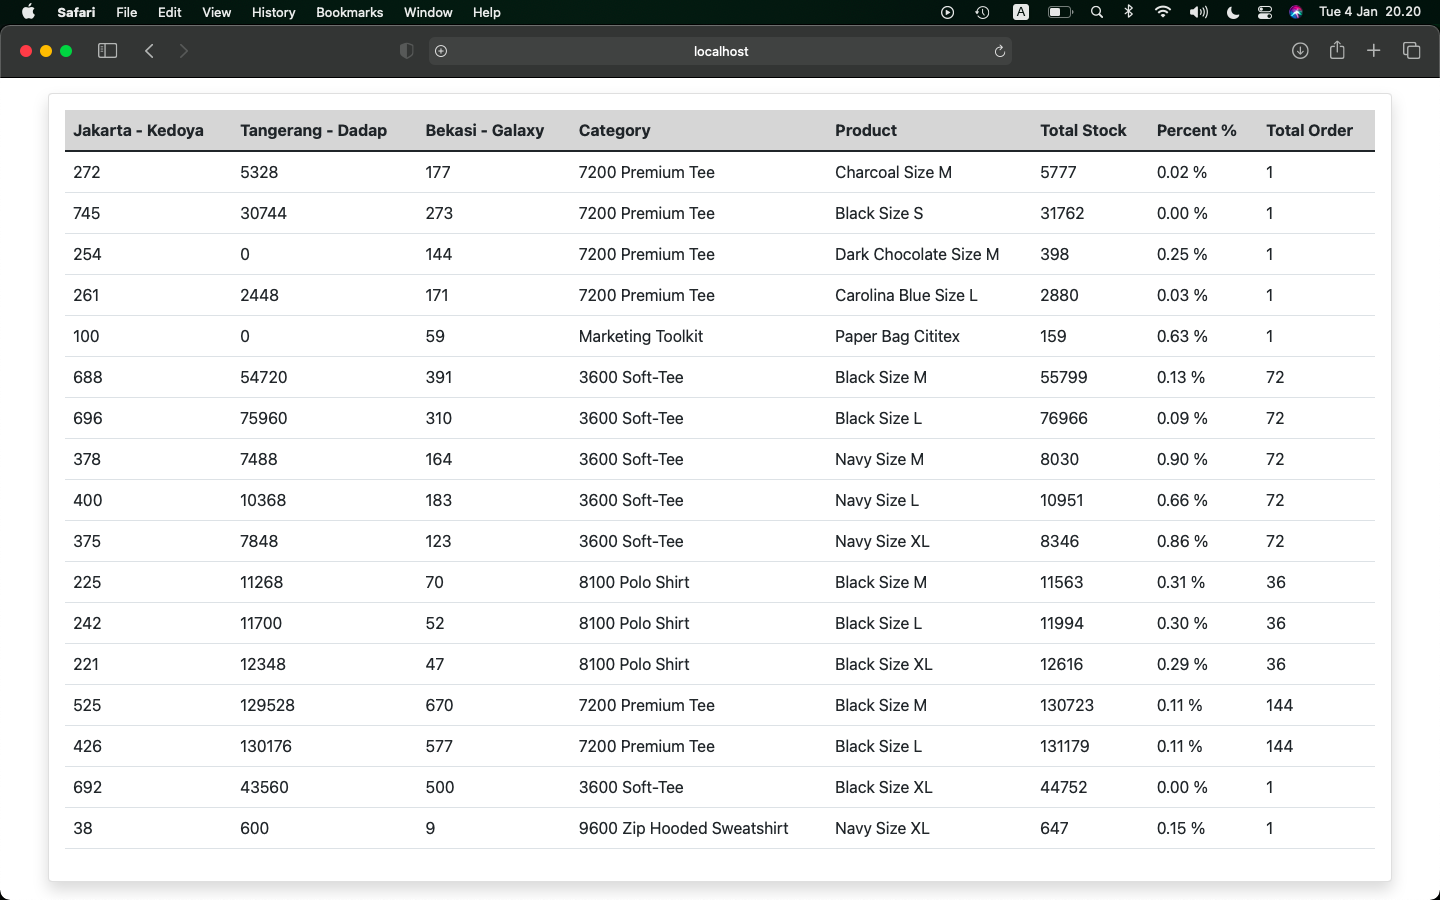 Safari File Edit View History Bookmarks Window Help A Tue 4 Jan 20.20
localhost
Jakarta - Kedoya Tangerang - Dadap Bekasi - Galaxy Category Product Total Stock Percent % Total Order
272 5328 177 7200 Premium Tee Charcoal Size M 5777 0.02 % 1
745 30744 273 7200 Premium Tee Black Size S 31762 0.00 % 1
254 0 144 7200 Premium Tee Dark Chocolate Size M 398 0.25 % 1
261 2448 171 7200 Premium Tee Carolina Blue Size L 2880 0.03 % 1
100 0 59 Marketing Toolkit Paper Bag Cititex 159 0.63 % 1
688 54720 391 3600 Soft-Tee Black Size M 55799 0.13 % 72
696 75960 310 3600 Soft-Tee Black Size L 76966 0.09 % 72
378 7488 164 3600 Soft-Tee Navy Size M 8030 0.90 % 72
400 10368 183 3600 Soft-Tee Navy Size L 10951 0.66 % 72
375 7848 123 3600 Soft-Tee Navy Size XL 8346 0.86 % 72
225 11268 70 8100 Polo Shirt Black Size M 11563 0.31 % 36
242 11700 52 8100 Polo Shirt Black Size L 11994 0.30 % 36
221 12348 47 8100 Polo Shirt Black Size XL 12616 0.29 % 36
525 129528 670 7200 Premium Tee Black Size M 130723 0.11 % 144
426 130176 577 7200 Premium Tee Black Size L 131179 0.11 % 144
692 43560 500 3600 Soft-Tee Black Size XL 44752 0.00 % 1
38 600 9 9600 Zip Hooded Sweatshirt Navy Size XL 647 0.15 % 1